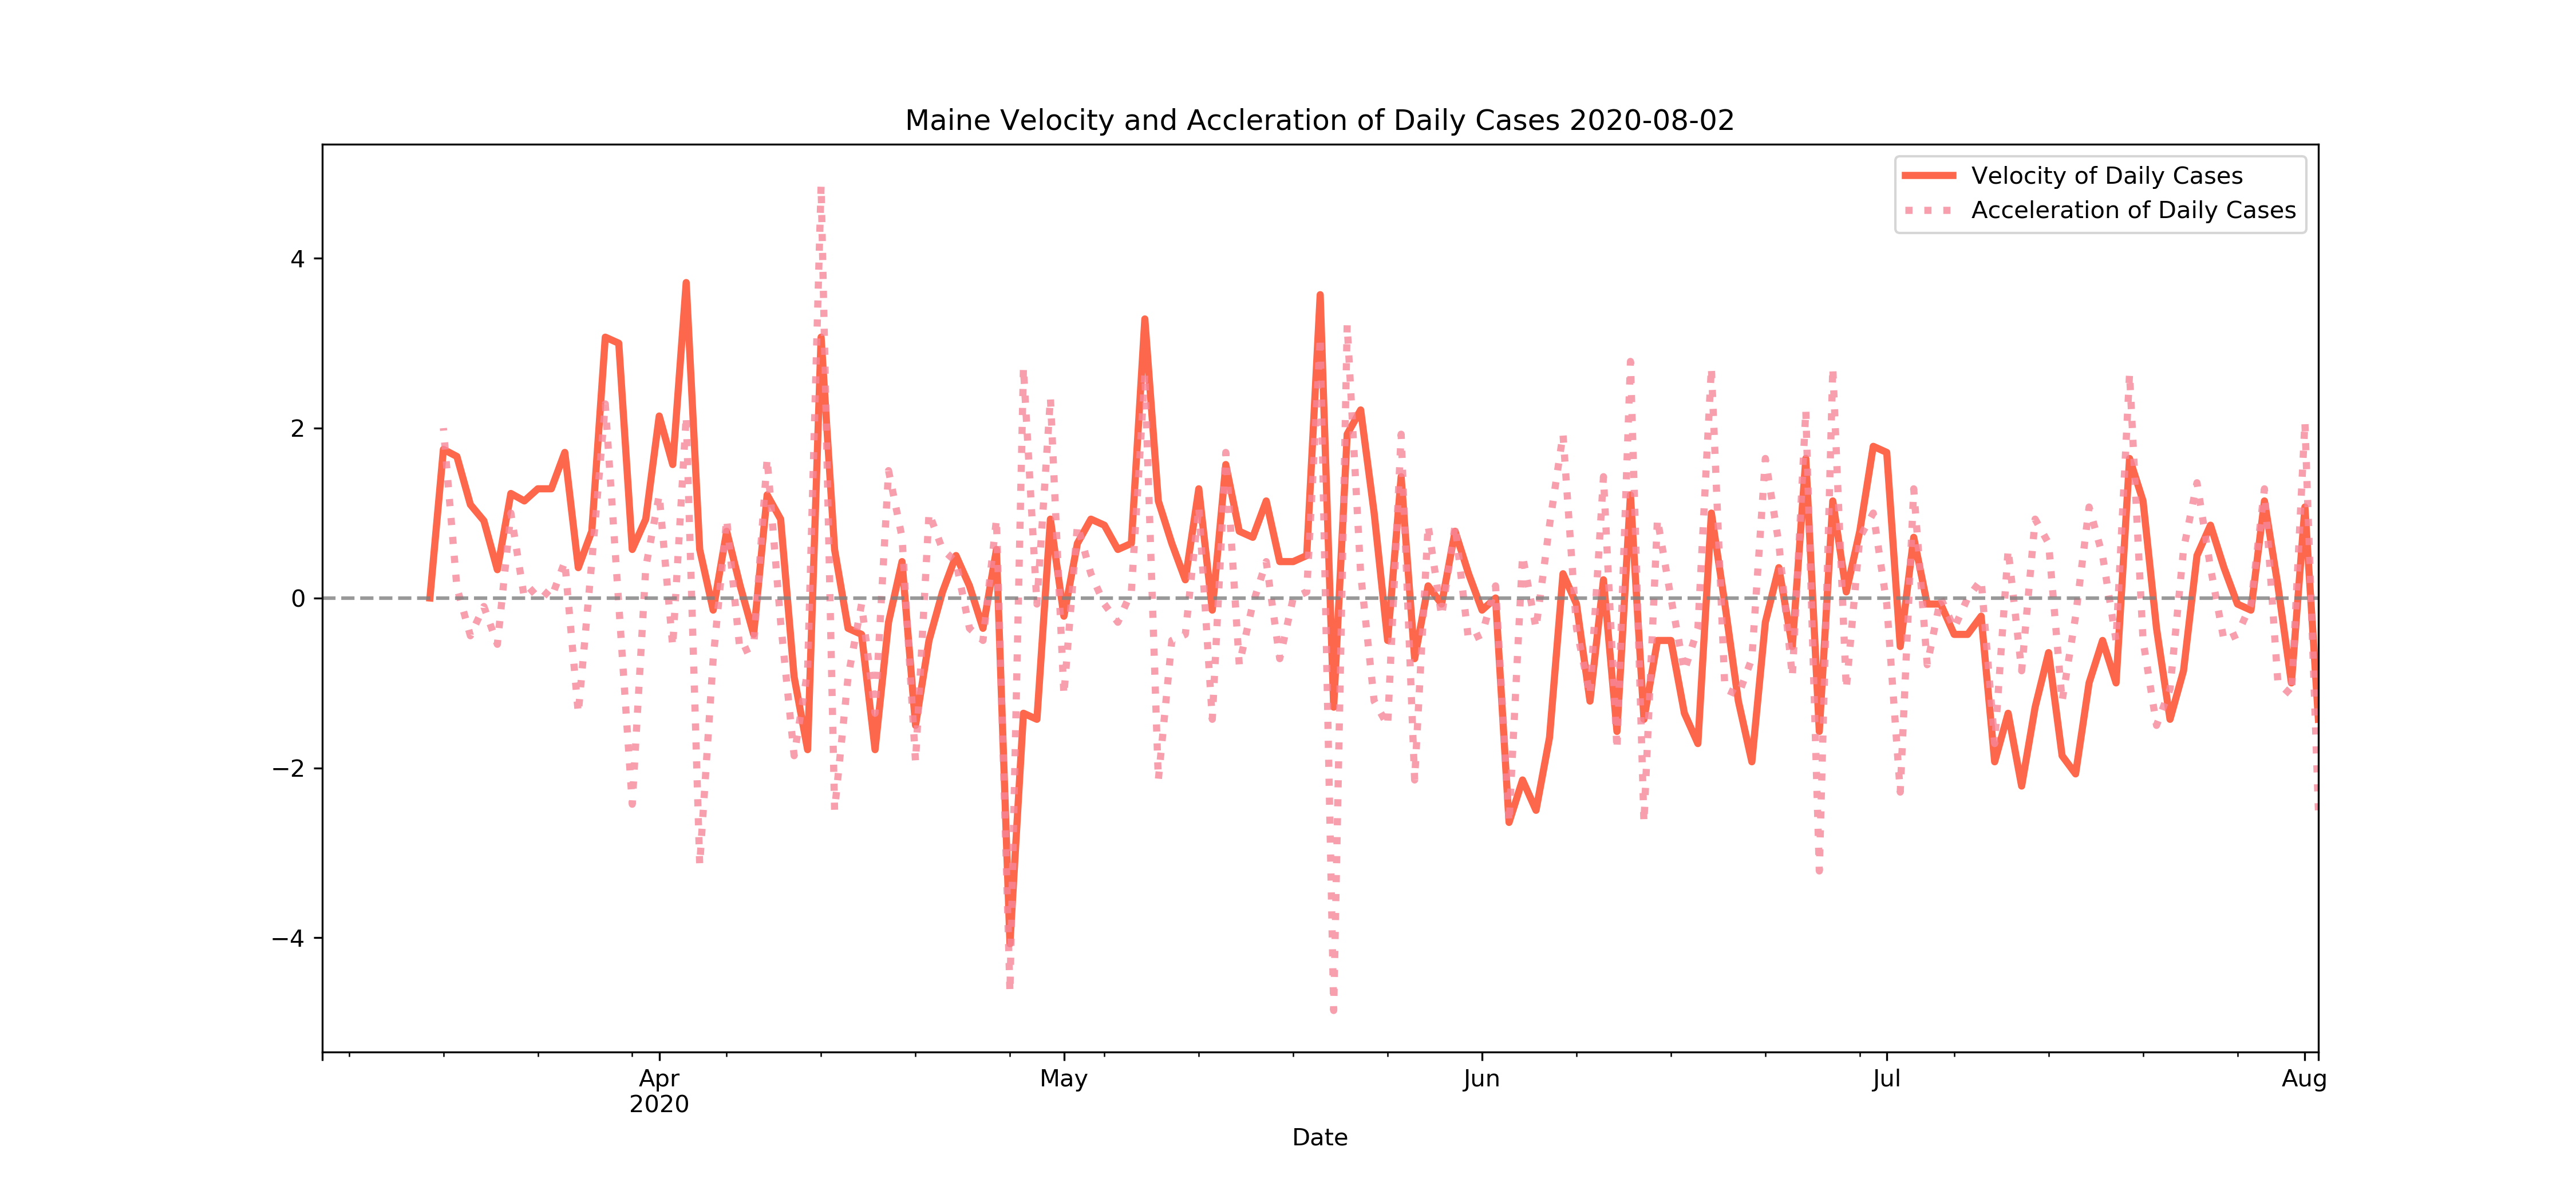 Maine Velocity and Accleration of Daily Cases 2020-08-02
Velocity of Daily Cases
Acceleration of Daily Cases
4
2
0
−2
−4
Apr
2020
May
Jun
Jul
Aug
Date